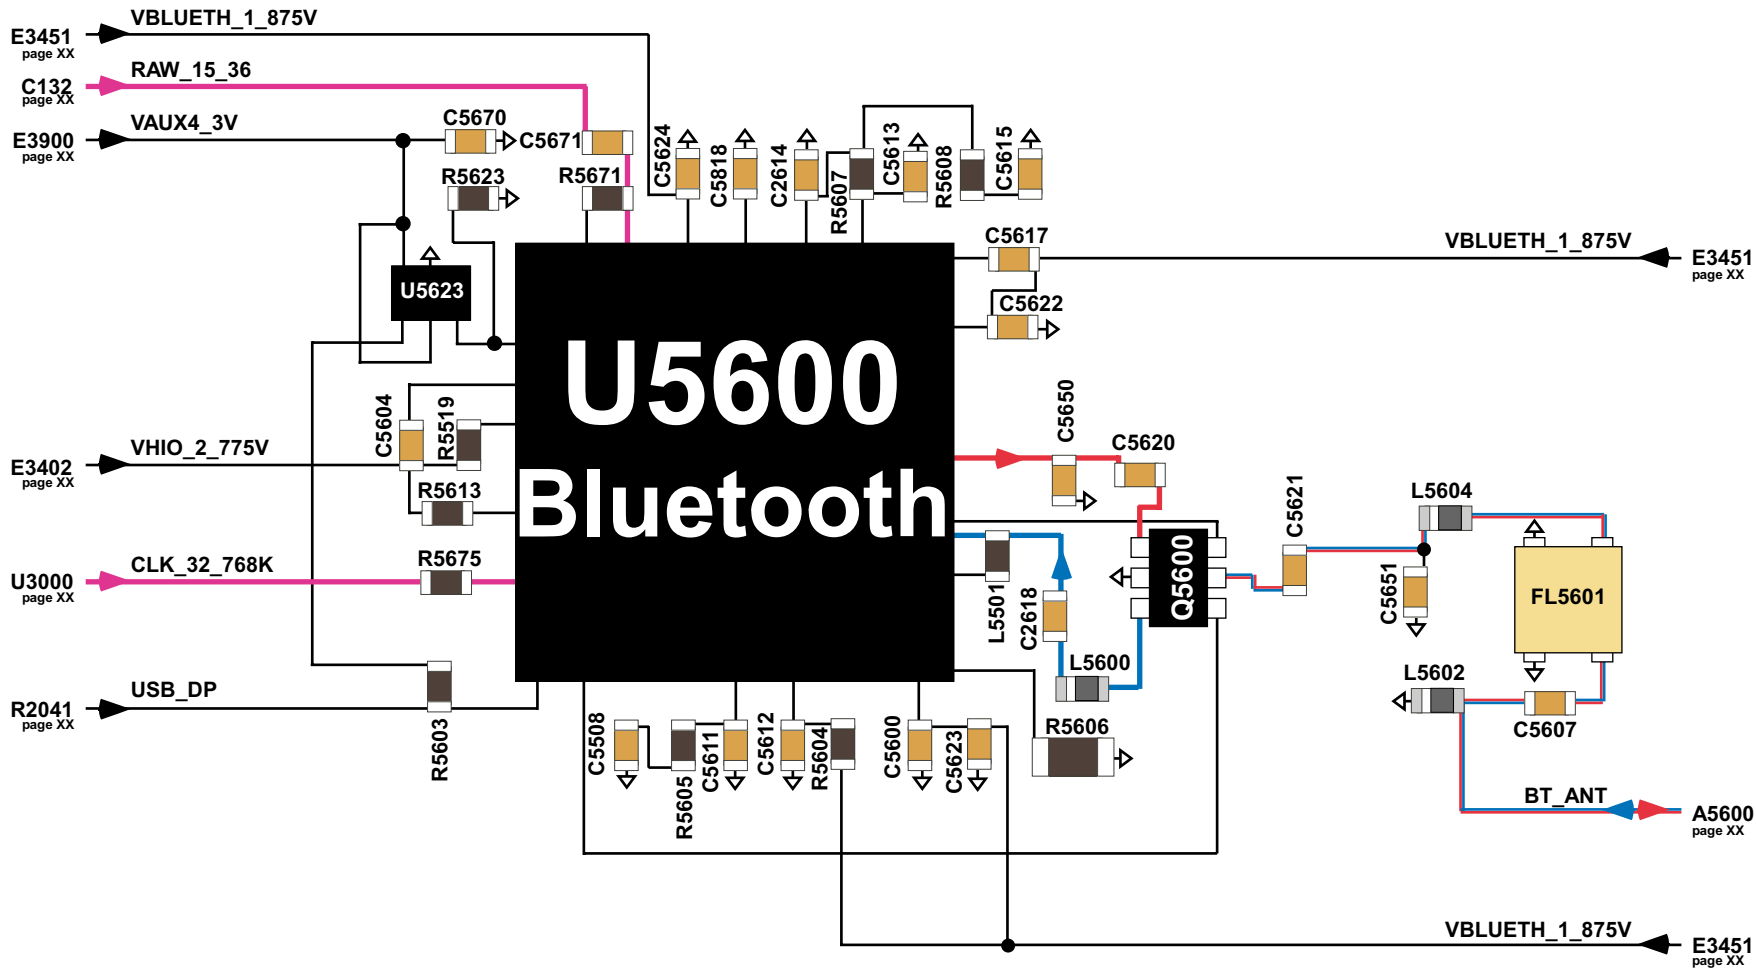 VBLUETH_1_875V
E3451
page XX
RAW_15_36
C132
page XX
VAUX4_3V
E3900
page XX
C5670
C5671
R5623
R5671
C5624
C5818
C2614
R5607
C5613
R5608
C5615
U5623
C5617
VBLUETH_1_875V
E3451
page XX
C5622
U5600
Bluetooth
C5604
R5519
VHIO_2_775V
E3402
page XX
R5613
C5650
C5620
C5621
L5604
CLK_32_768K
U3000
page XX
R5675
L5501
C2618
Q5600
C5651
FL5601
L5600
L5602
C5607
USB_DP
R2041
page XX
R5603
C5508
R5605
C5611
C5612
R5604
C5600
C5623
R5606
BT_ANT
A5600
page XX
VBLUETH_1_875V
E3451
page XX